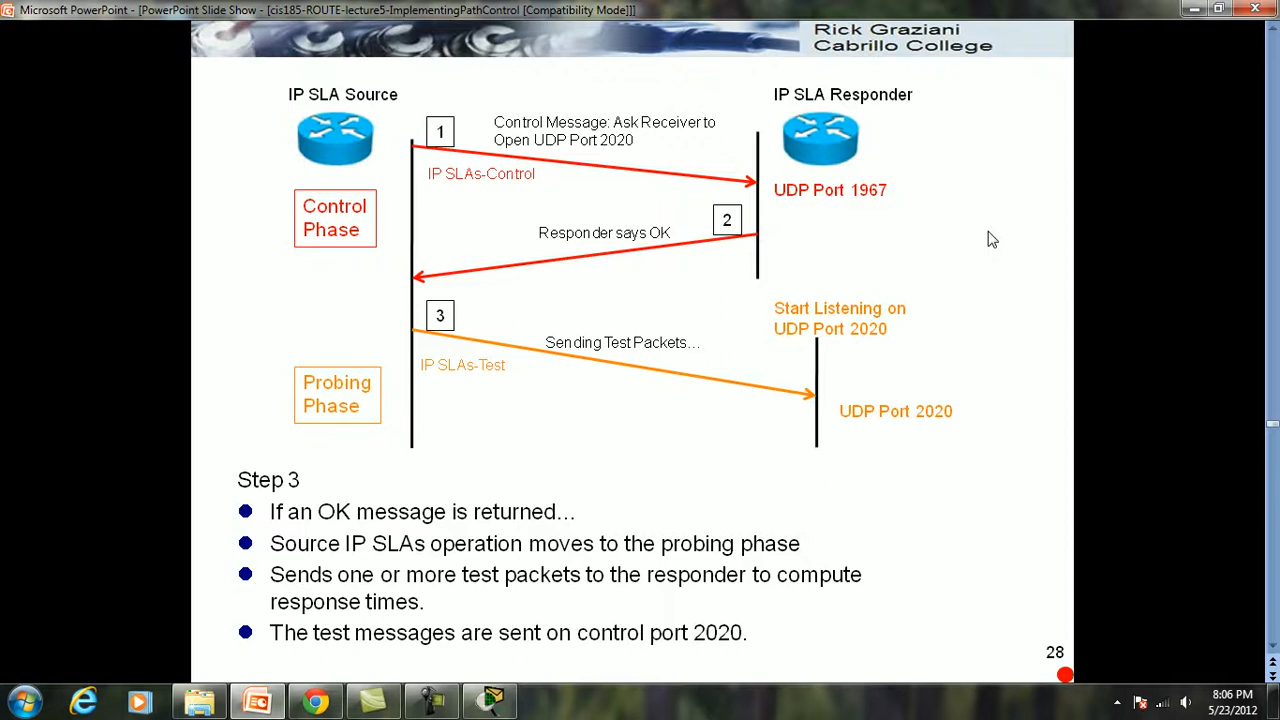 Microsoft PowerPoint - [PowerPoint Slide Show - [cis185-ROUTE-lecture5-ImplementingPathControl [Compatibility Mode]]]
Rick Graziani
Cabrillo College
IP SLA Source
IP SLA Responder
1
Control Message: Ask Receiver to
Open UDP Port 2020
IP SLAs-Control
UDP Port 1967
Control
Phase
2
Responder says OK
3
Start Listening on
UDP Port 2020
Sending Test Packets…
IP SLAs-Test
Probing
Phase
UDP Port 2020
Step 3
If an OK message is returned…
Source IP SLAs operation moves to the probing phase
Sends one or more test packets to the responder to compute
response times.
The test messages are sent on control port 2020.
28
8:06 PM
5/23/2012